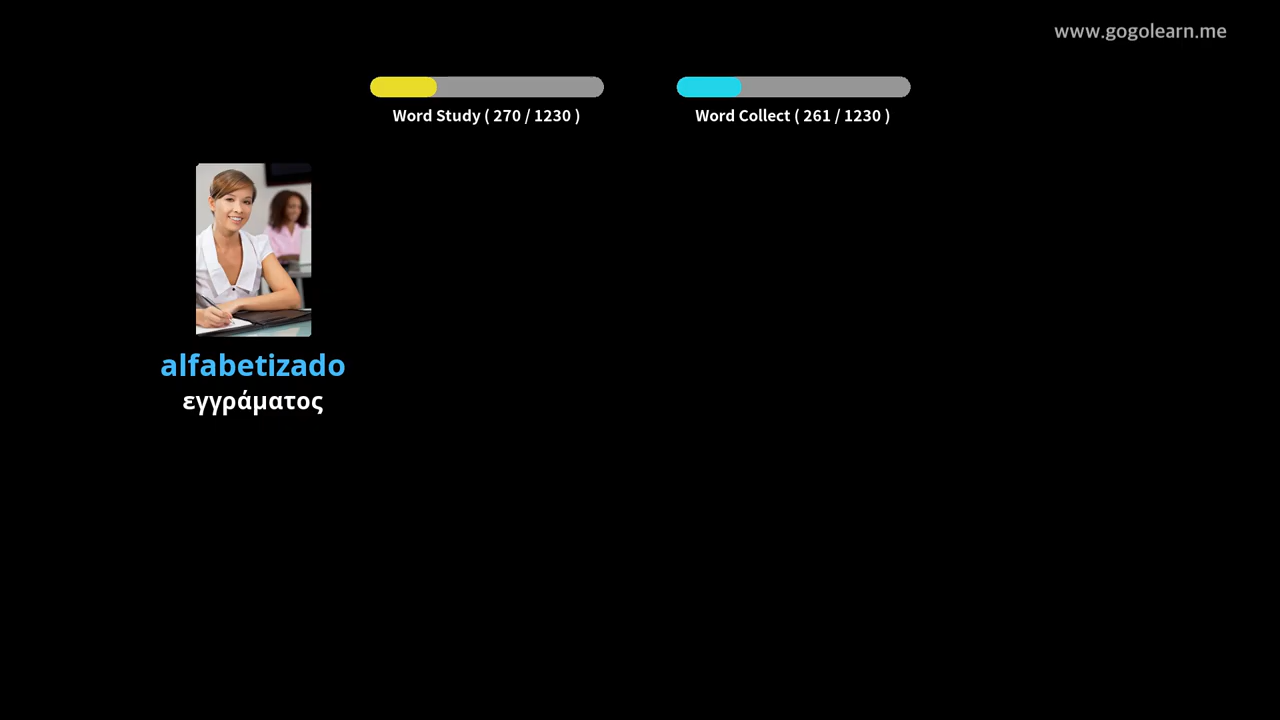 www.gogolearn.me
Word Study ( 270 / 1230 )
Word Collect ( 261 / 1230 )
alfabetizado
εγγράματος